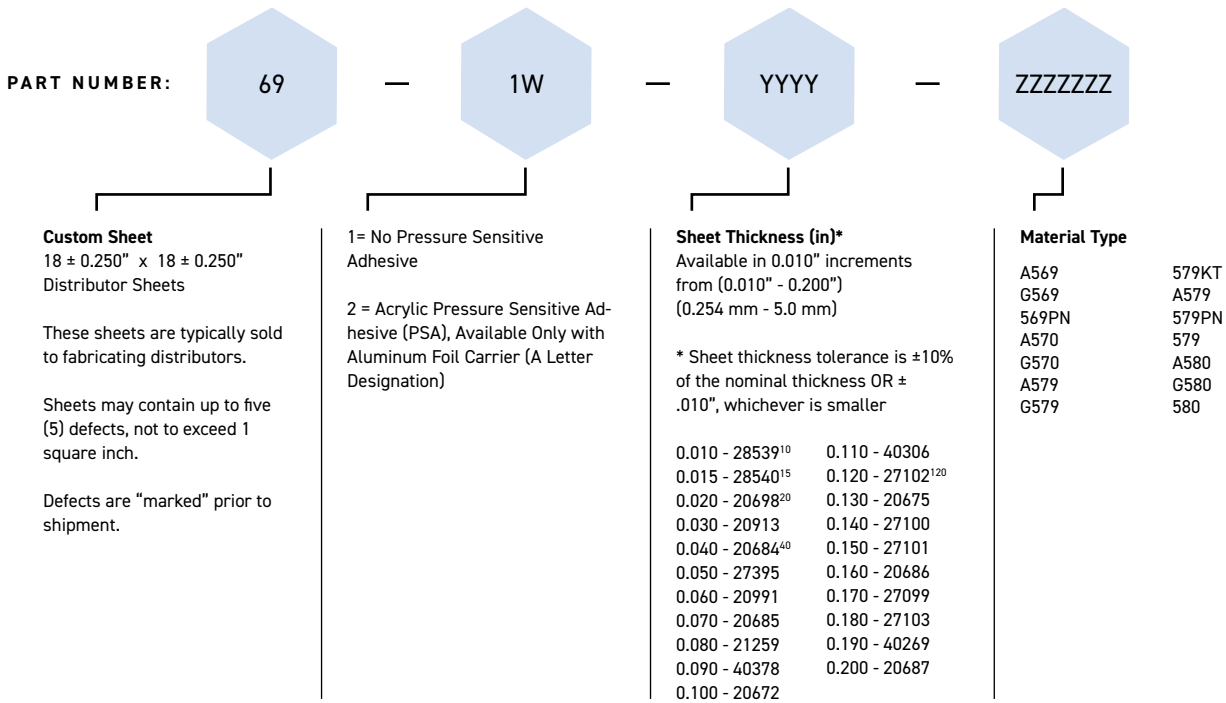 PART NUMBER: 69 — 1W — YYYY — ZZZZZZZ
Custom Sheet
18 ± 0.250” x 18 ± 0.250”
Distributor Sheets
These sheets are typically sold
to fabricating distributors.
Sheets may contain up to five
(5) defects, not to exceed 1
square inch.
Defects are “marked” prior to
shipment.
1= No Pressure Sensitive
Adhesive
2 = Acrylic Pressure Sensitive Ad-
hesive (PSA), Available Only with
Aluminum Foil Carrier (A Letter
Designation)
Sheet Thickness (in)*
Available in 0.010” increments
from (0.010” - 0.200”)
(0.254 mm - 5.0 mm)
* Sheet thickness tolerance is ±10%
of the nominal thickness OR ±
.010”, whichever is smaller
0.010 - 28539¹⁰
0.015 - 28540¹⁵
0.020 - 20698²⁰
0.030 - 20913
0.040 - 20684⁴⁰
0.050 - 27395
0.060 - 20991
0.070 - 20685
0.080 - 21259
0.090 - 40378
0.100 - 20672
0.110 - 40306
0.120 - 27102¹²⁰
0.130 - 20675
0.140 - 27100
0.150 - 27101
0.160 - 20686
0.170 - 27099
0.180 - 27103
0.190 - 40269
0.200 - 20687
Material Type
A569
G569
569PN
A570
G570
A579
G579
579KT
A579
579PN
579
A580
G580
580